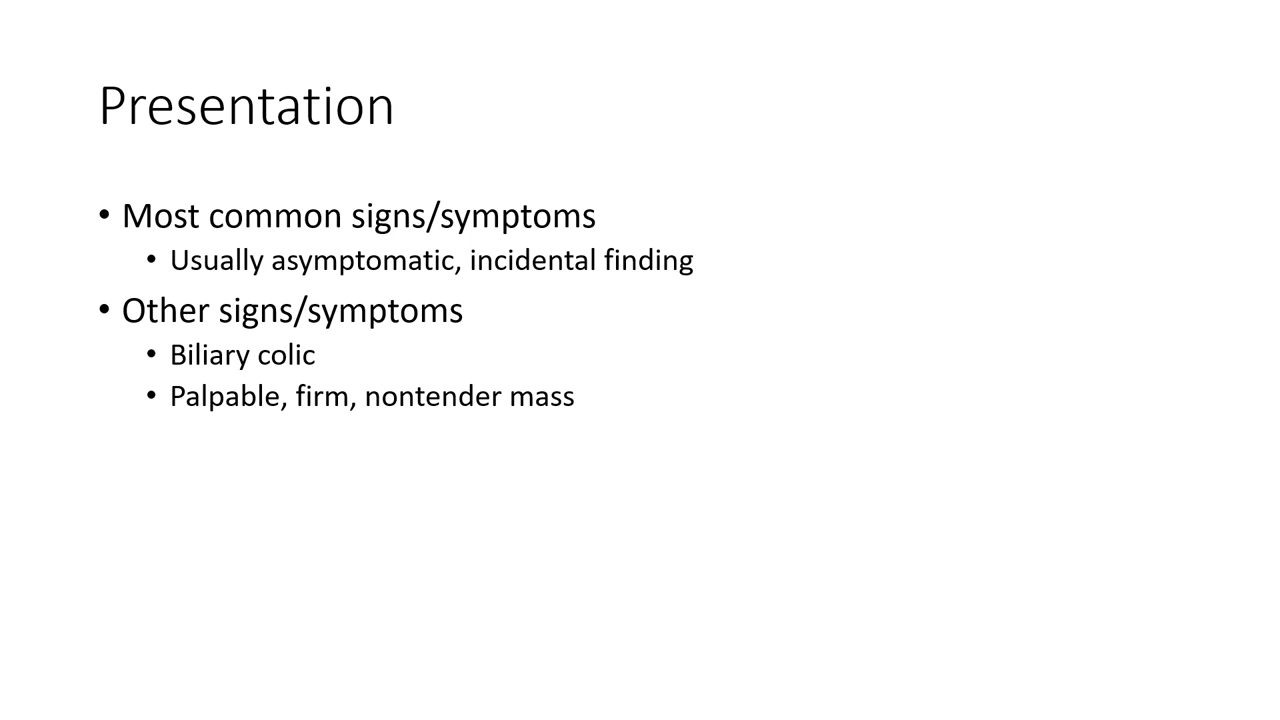 Presentation
• Most common signs/symptoms
• Usually asymptomatic, incidental finding
• Other signs/symptoms
• Biliary colic
• Palpable, firm, nontender mass